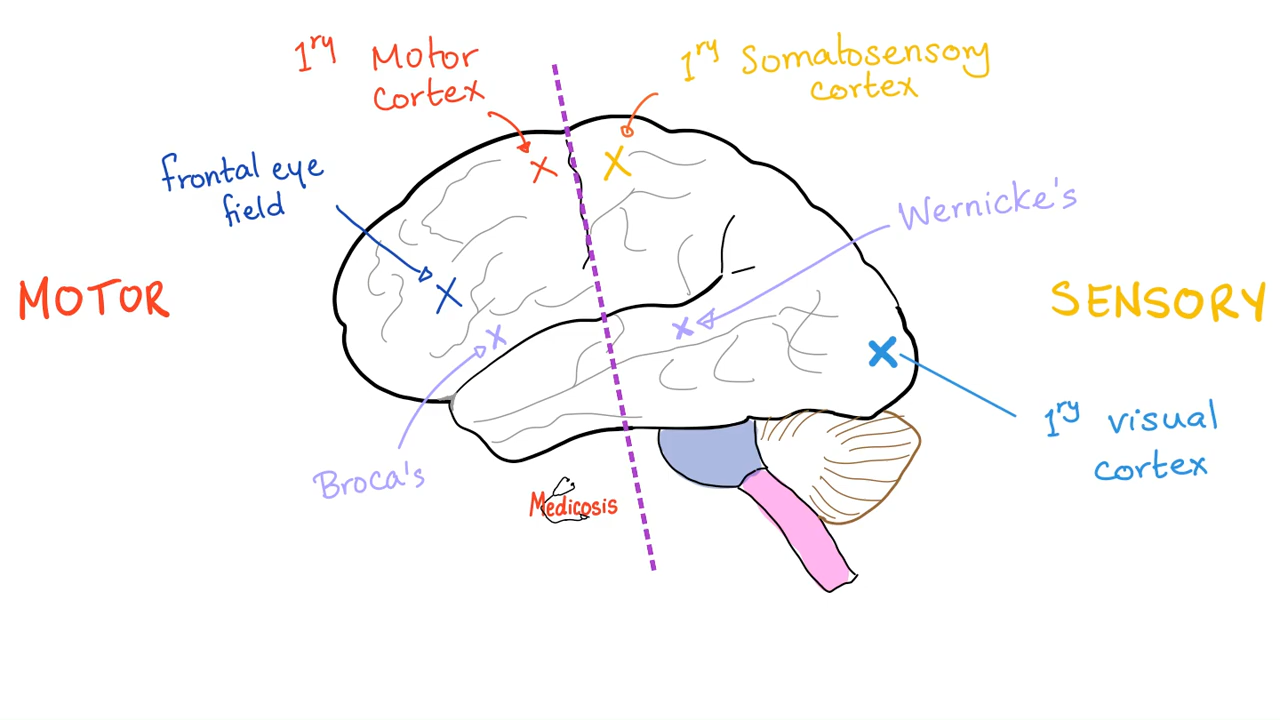 1ry Motor
cortex
1ry Somatosensory
cortex
frontal eye
field
Wernicke's
MOTOR
SENSORY
1ry visual
cortex
Broca's
Medicosis